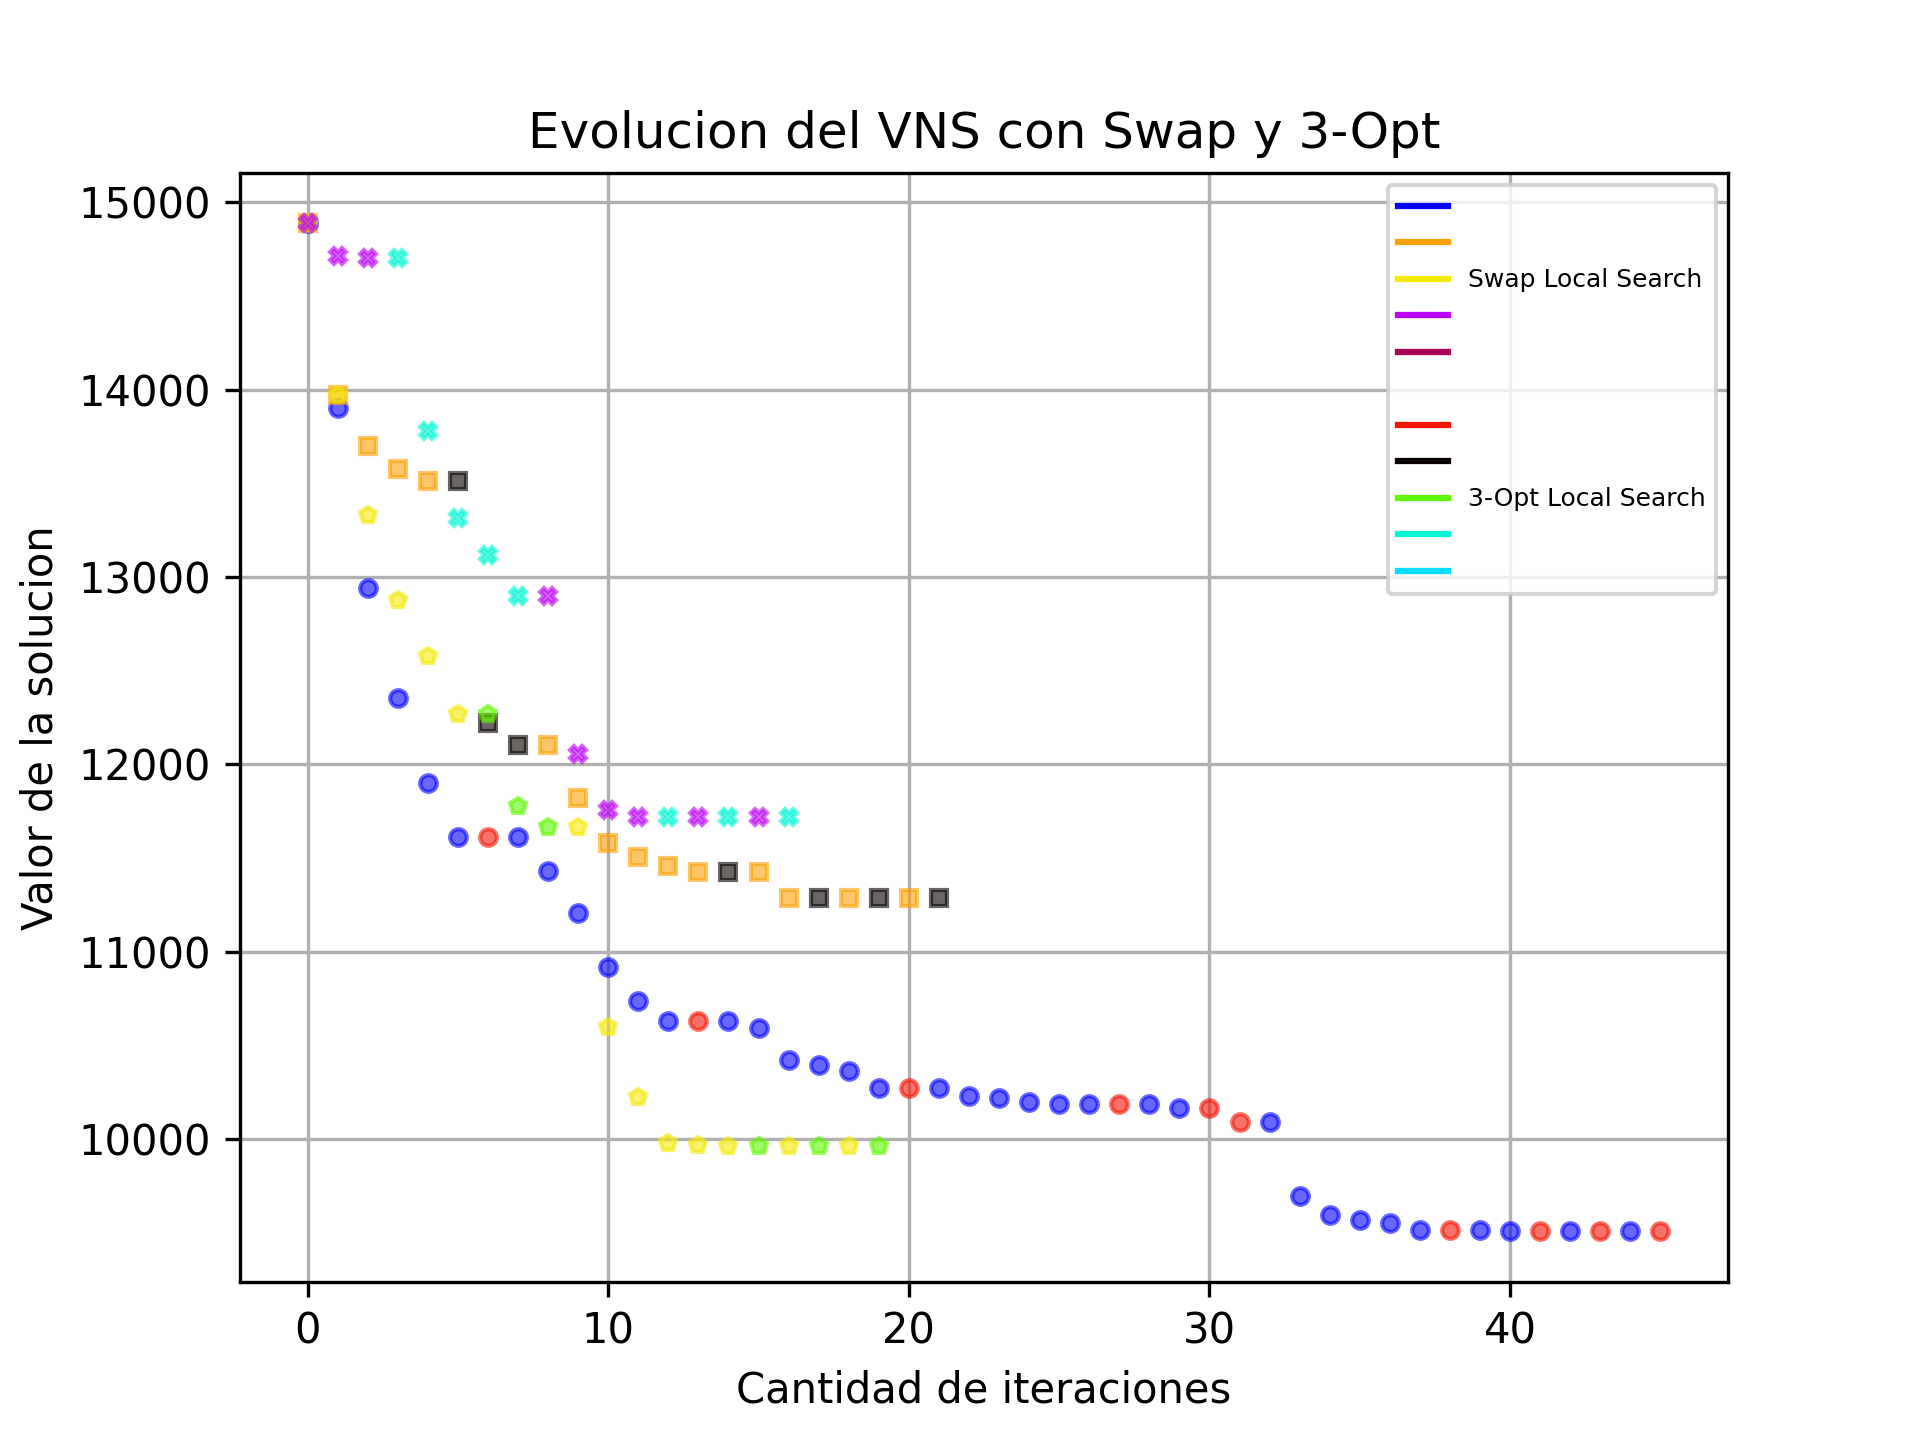 Evolucion del VNS con Swap y 3-Opt
Valor de la solucion
15000
14000
13000
12000
11000
10000
Swap Local Search
3-Opt Local Search
0 10 20 30 40
Cantidad de iteraciones